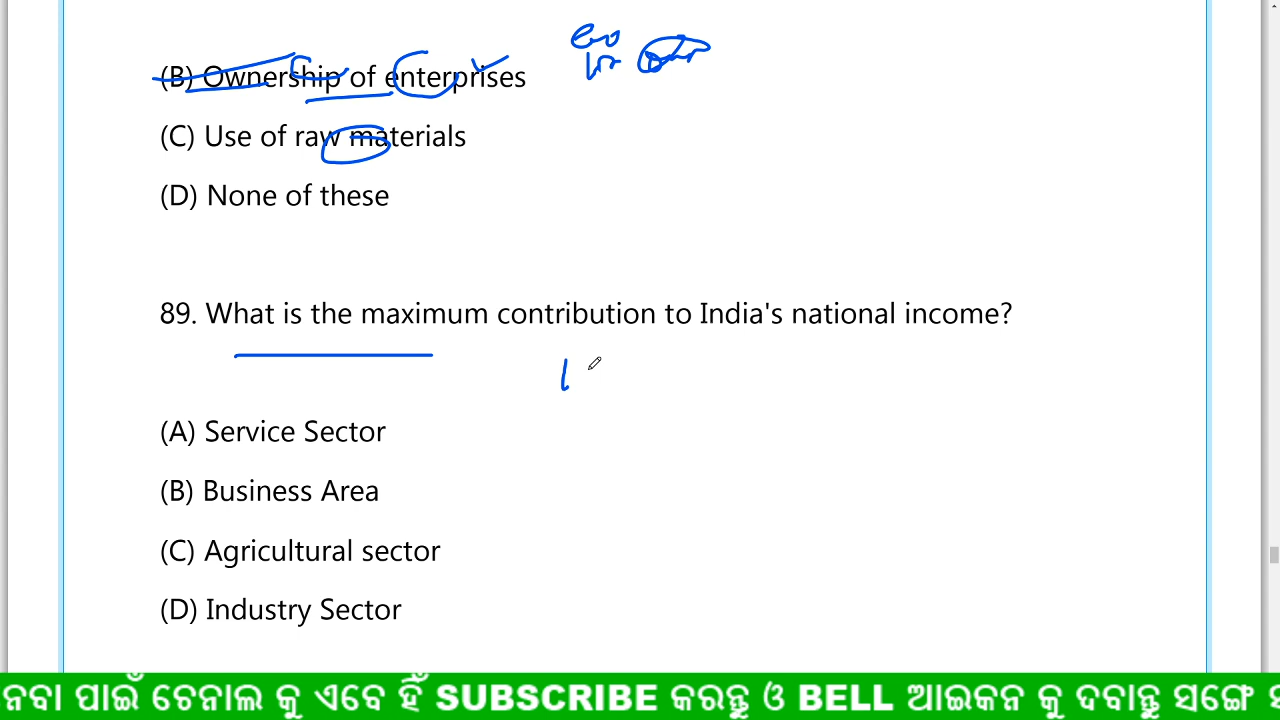 (B) Ownership of enterprises
(C) Use of raw materials
(D) None of these
89. What is the maximum contribution to India's national income?
(A) Service Sector
(B) Business Area
(C) Agricultural sector
(D) Industry Sector
ନବା ପାଇଁ ଚେନାଲ କୁ ଏବେ ହିଁ SUBSCRIBE କରନ୍ତୁ ଓ BELL ଆଇକନ କୁ ଦବାନ୍ତୁ ସଙ୍ଗେ